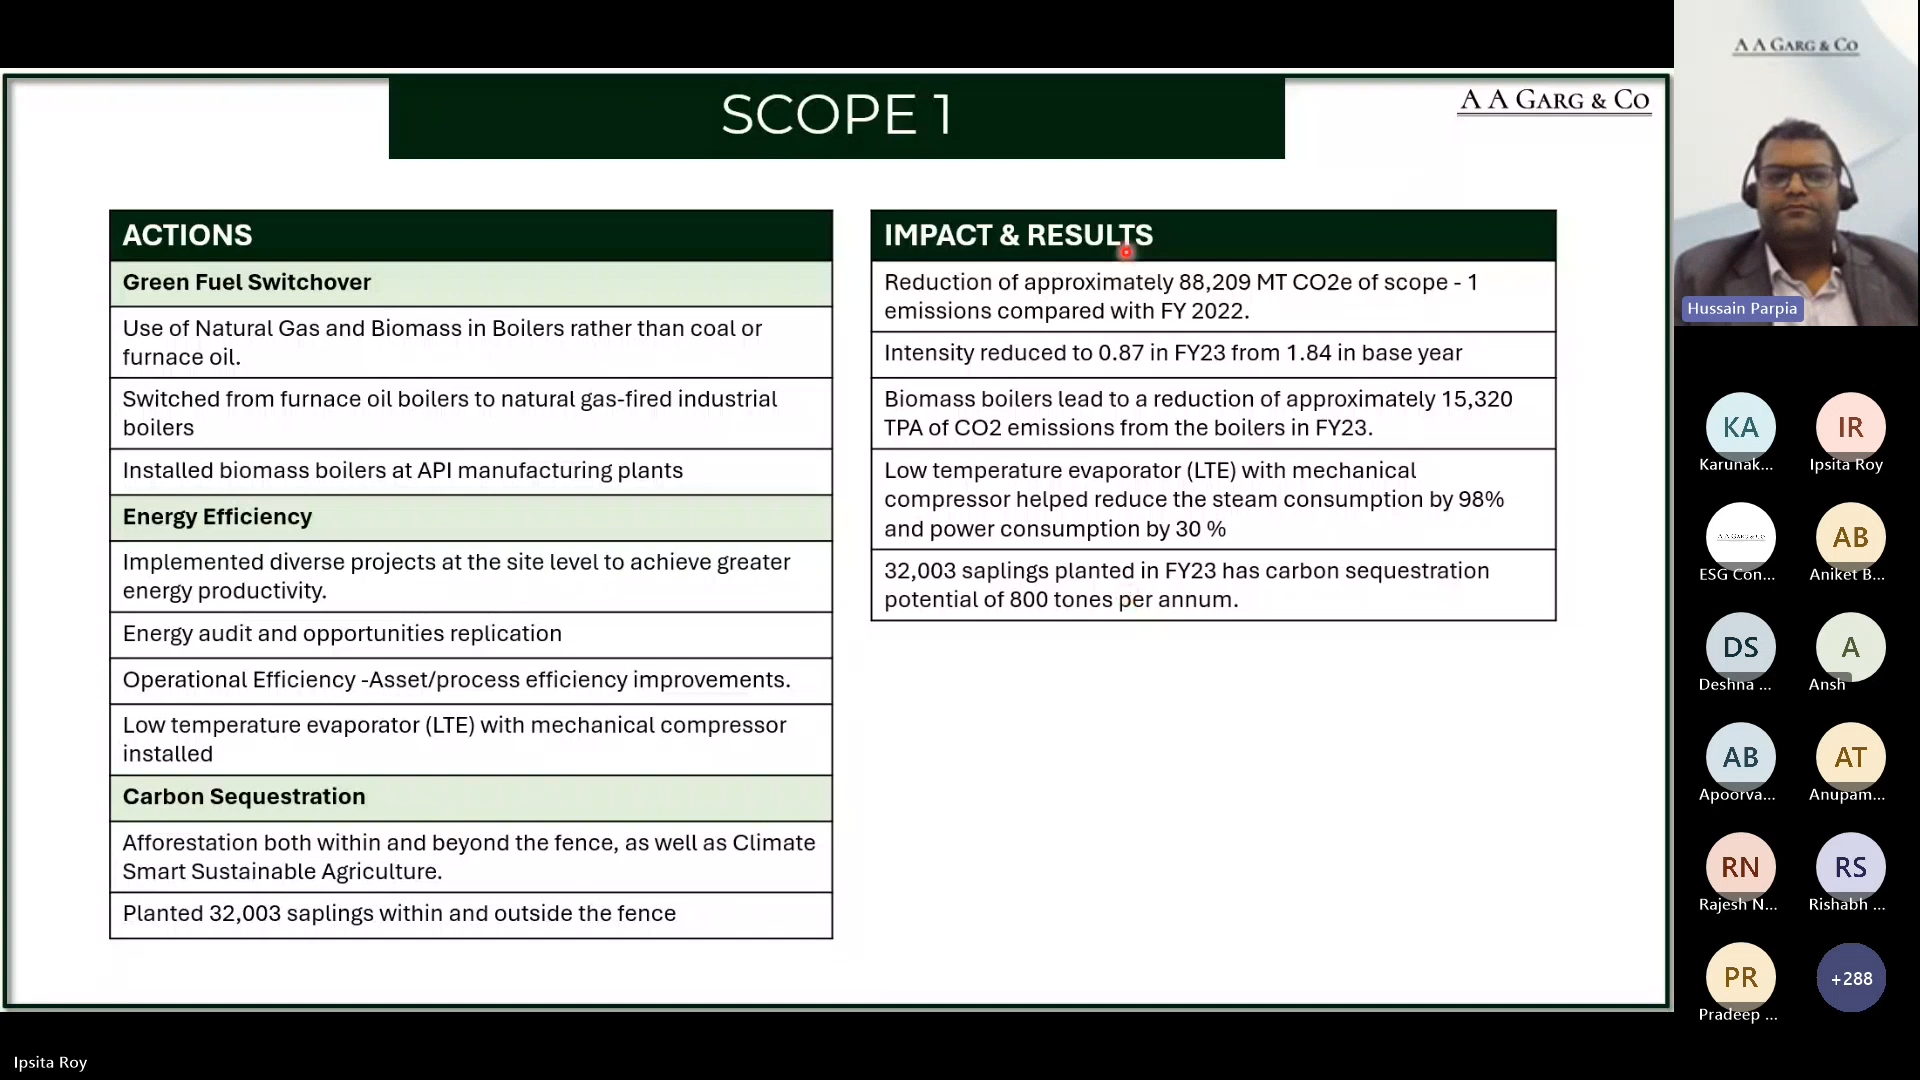 SCOPE 1
A A GARG & CO
ACTIONS
Green Fuel Switchover
Use of Natural Gas and Biomass in Boilers rather than coal or
furnace oil.
Switched from furnace oil boilers to natural gas-fired industrial
boilers
Installed biomass boilers at API manufacturing plants
Energy Efficiency
Implemented diverse projects at the site level to achieve greater
energy productivity.
Energy audit and opportunities replication
Operational Efficiency -Asset/process efficiency improvements.
Low temperature evaporator (LTE) with mechanical compressor
installed
Carbon Sequestration
Afforestation both within and beyond the fence, as well as Climate
Smart Sustainable Agriculture.
Planted 32,003 saplings within and outside the fence
IMPACT & RESULTS
Reduction of approximately 88,209 MT CO2e of scope - 1
emissions compared with FY 2022.
Intensity reduced to 0.87 in FY23 from 1.84 in base year
Biomass boilers lead to a reduction of approximately 15,320
TPA of CO2 emissions from the boilers in FY23.
Low temperature evaporator (LTE) with mechanical
compressor helped reduce the steam consumption by 98%
and power consumption by 30 %
32,003 saplings planted in FY23 has carbon sequestration
potential of 800 tones per annum.
A A GARG & CO
Hussain Parpia
KA
Karunak...
IR
Ipsita Roy
A A GARG & CO
ESG Con...
AB
Aniket B...
DS
Deshna ...
A
Ansh
AB
Apoorva...
AT
Anupam...
RN
Rajesh N...
RS
Rishabh ...
PR
Pradeep ...
+288
Ipsita Roy